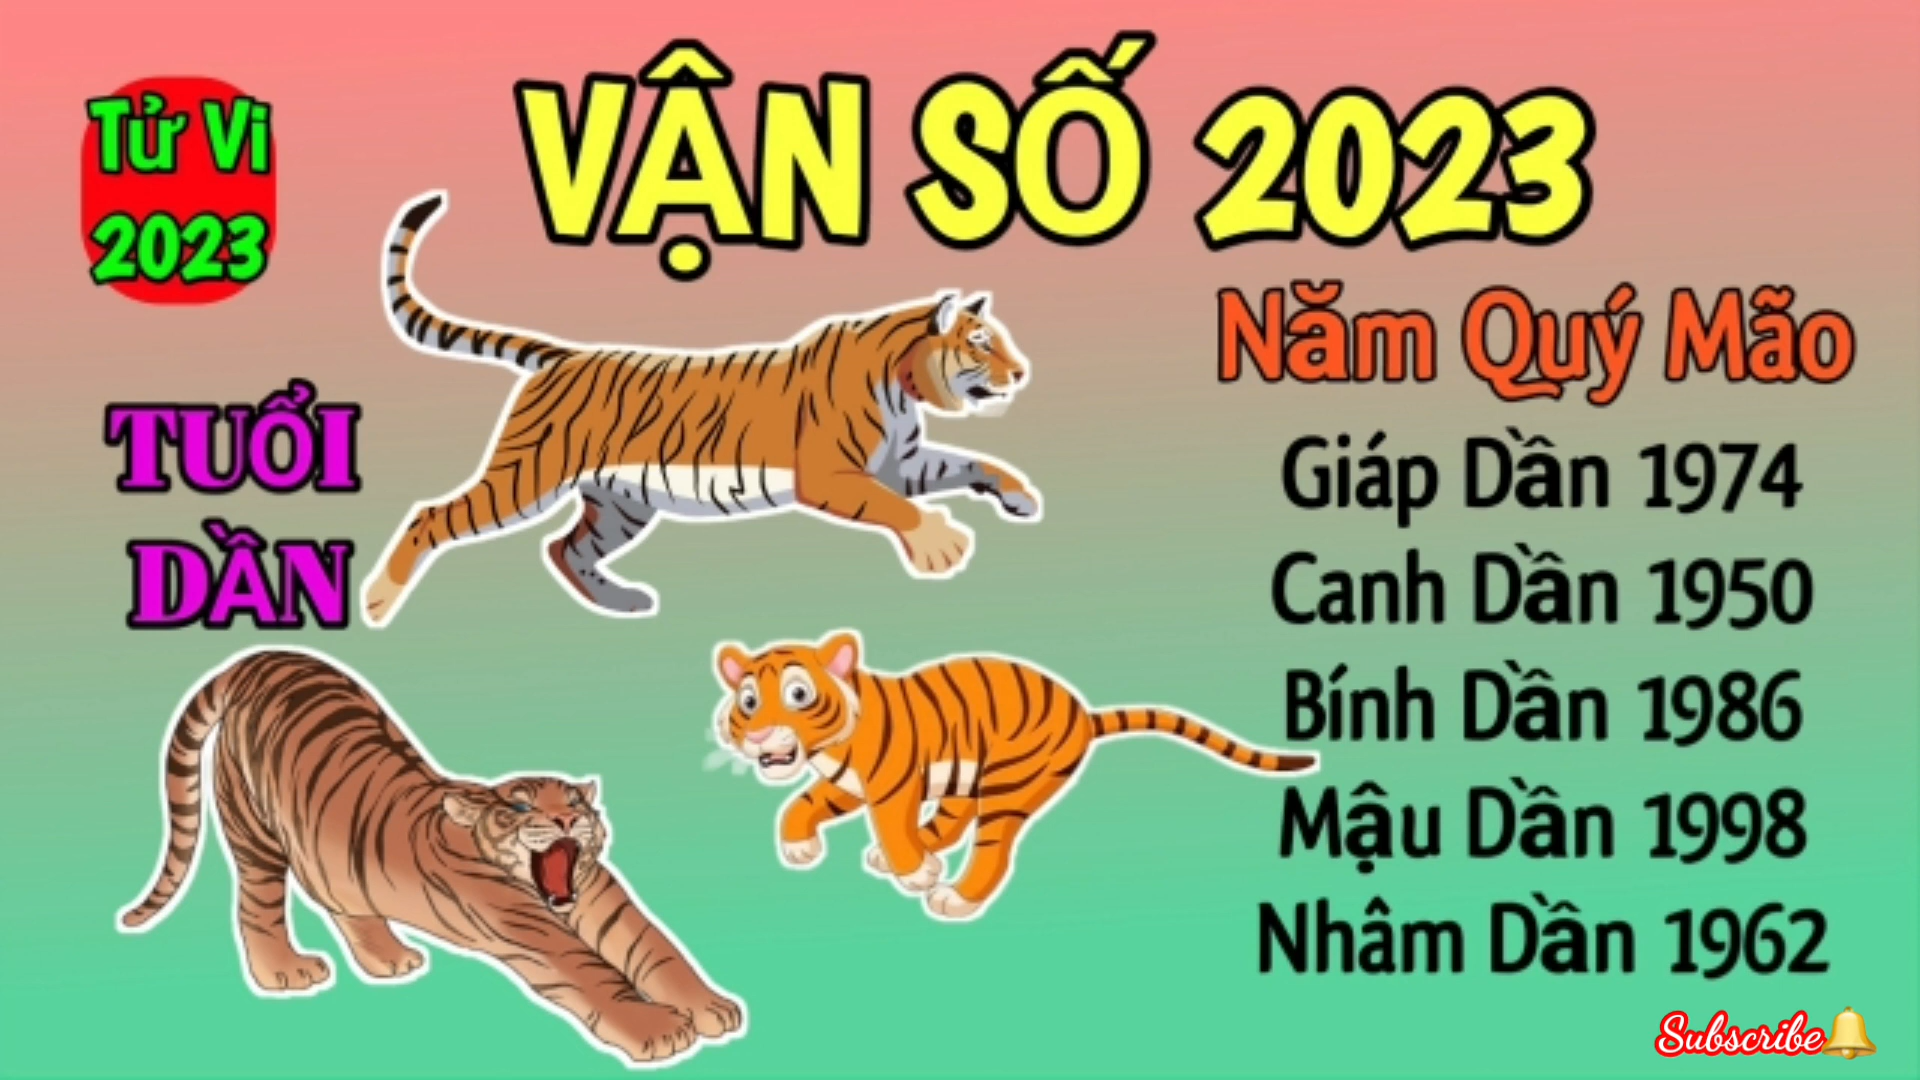 Tử Vi
2023
VẬN SỐ 2023
Năm Quý Mão
TUỔI
DẦN
Giáp Dần 1974
Canh Dần 1950
Bính Dần 1986
Mậu Dần 1998
Nhâm Dần 1962
Subscribe